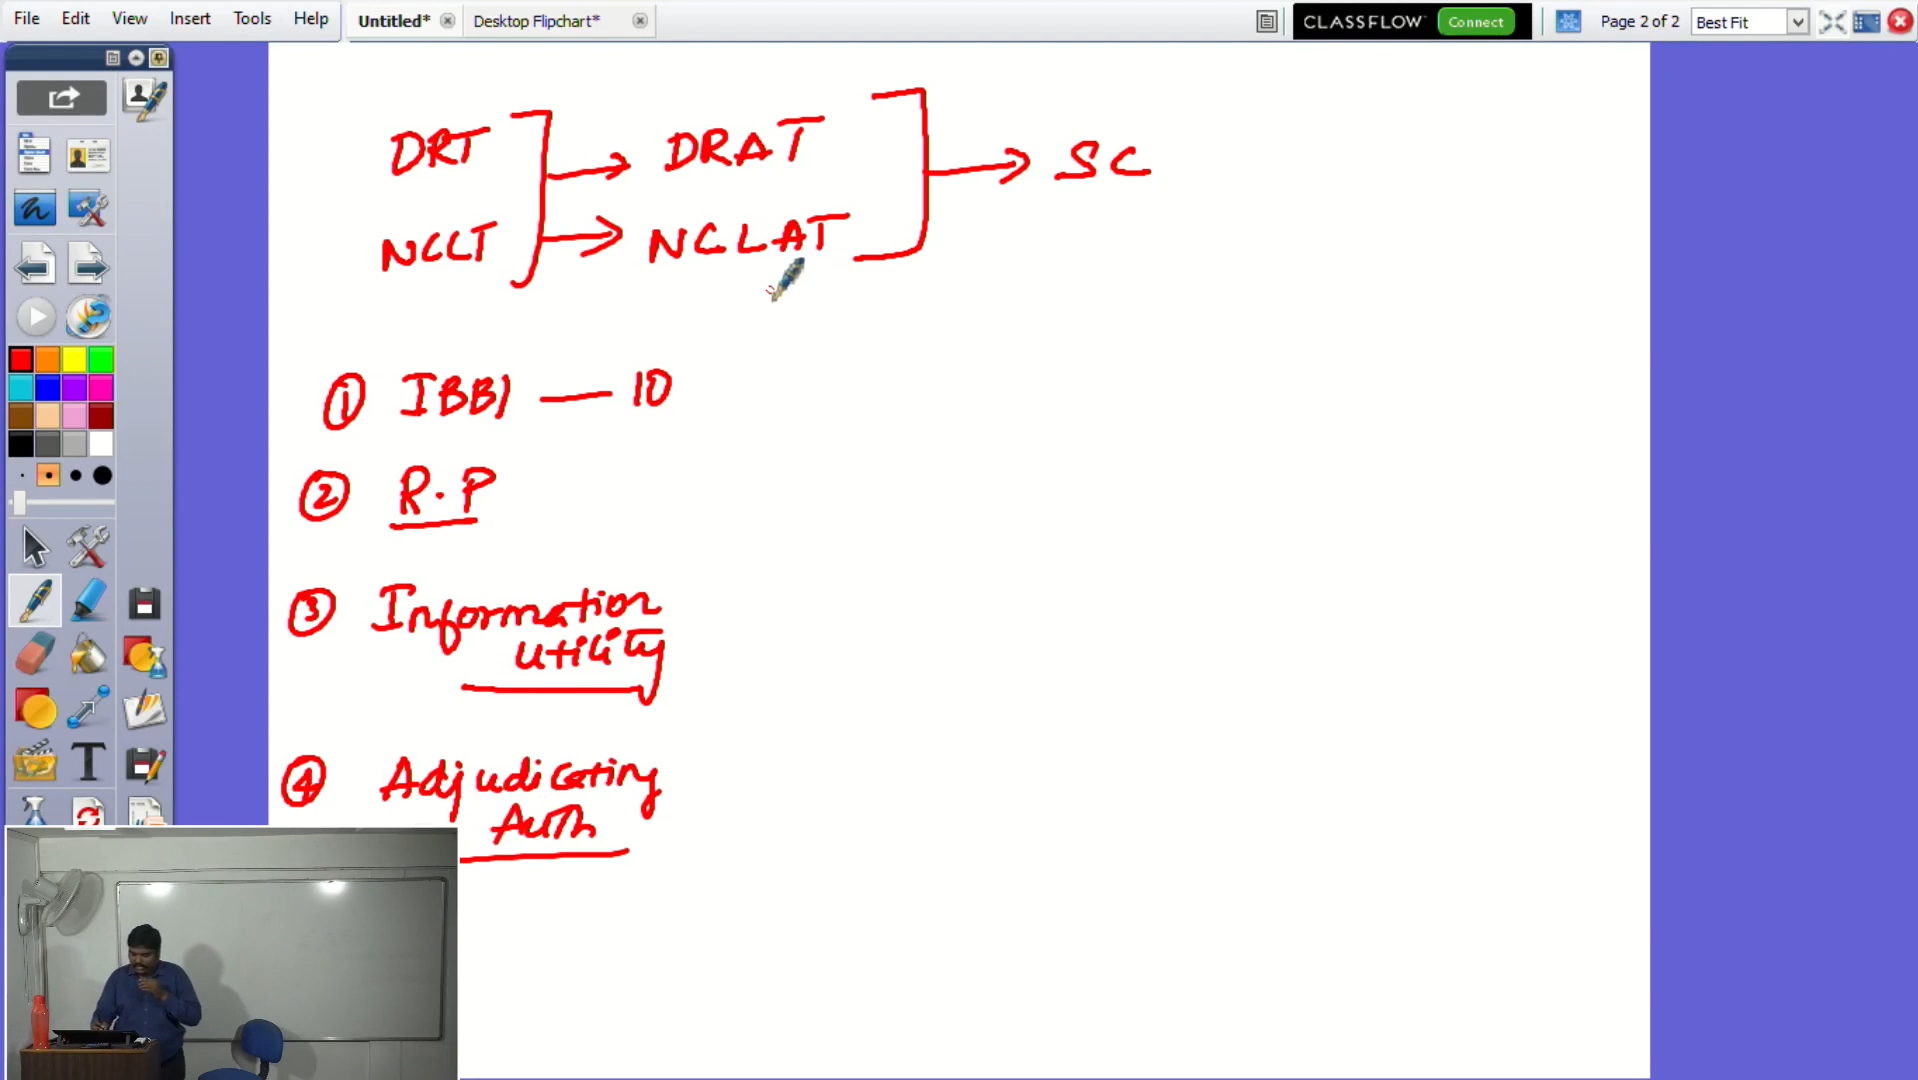 File Edit View Insert Tools Help Untitled* Desktop Flipchart* CLASSFLOW Connect Page 2 of 2 Best Fit
DRT → DRAT → SC
NCLT → NCLAT
① IBBI — 10
② R.P
③ Information
utility
④ Adjudicating
Auth
T